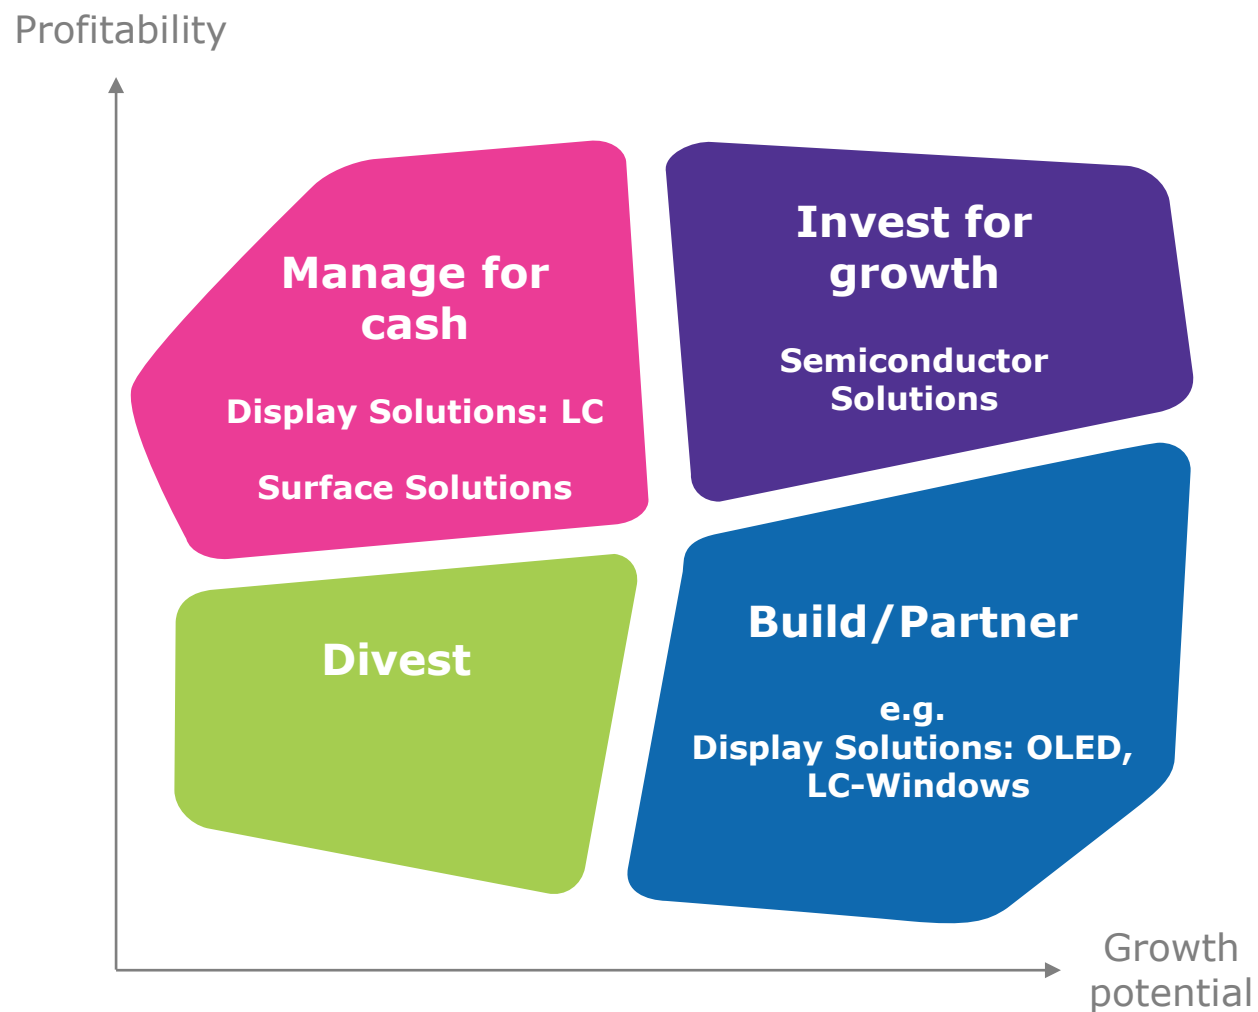 Profitability
Manage for
cash
Display Solutions: LC
Surface Solutions
Invest for
growth
Semiconductor
Solutions
Divest
Build/Partner
e.g.
Display Solutions: OLED,
LC–Windows
Growth
potential